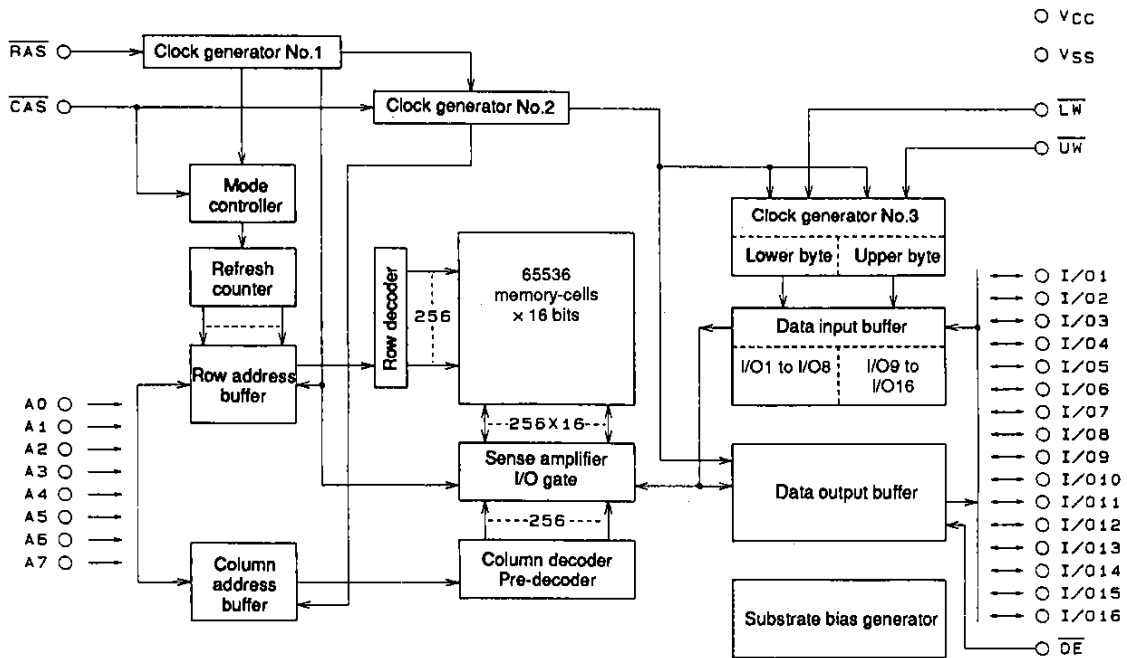 RAS
Clock generator No.1
VCC
VSS
CAS
Clock generator No.2
LW
UW
Mode
controller
Clock generator No.3
Lower byte
Upper byte
Refresh
counter
Row decoder
256
65536
memory-cells
× 16 bits
Data input buffer
I/O1 to I/O8
I/O9 to
I/O16
Row address
buffer
A0
A1
A2
A3
A4
A5
A6
A7
256X16
Sense amplifier
I/O gate
256
Column decoder
Pre-decoder
Column
address
buffer
Data output buffer
Substrate bias generator
I/O1
I/O2
I/O3
I/O4
I/O5
I/O6
I/O7
I/O8
I/O9
I/O10
I/O11
I/O12
I/O13
I/O14
I/O15
I/O16
OE